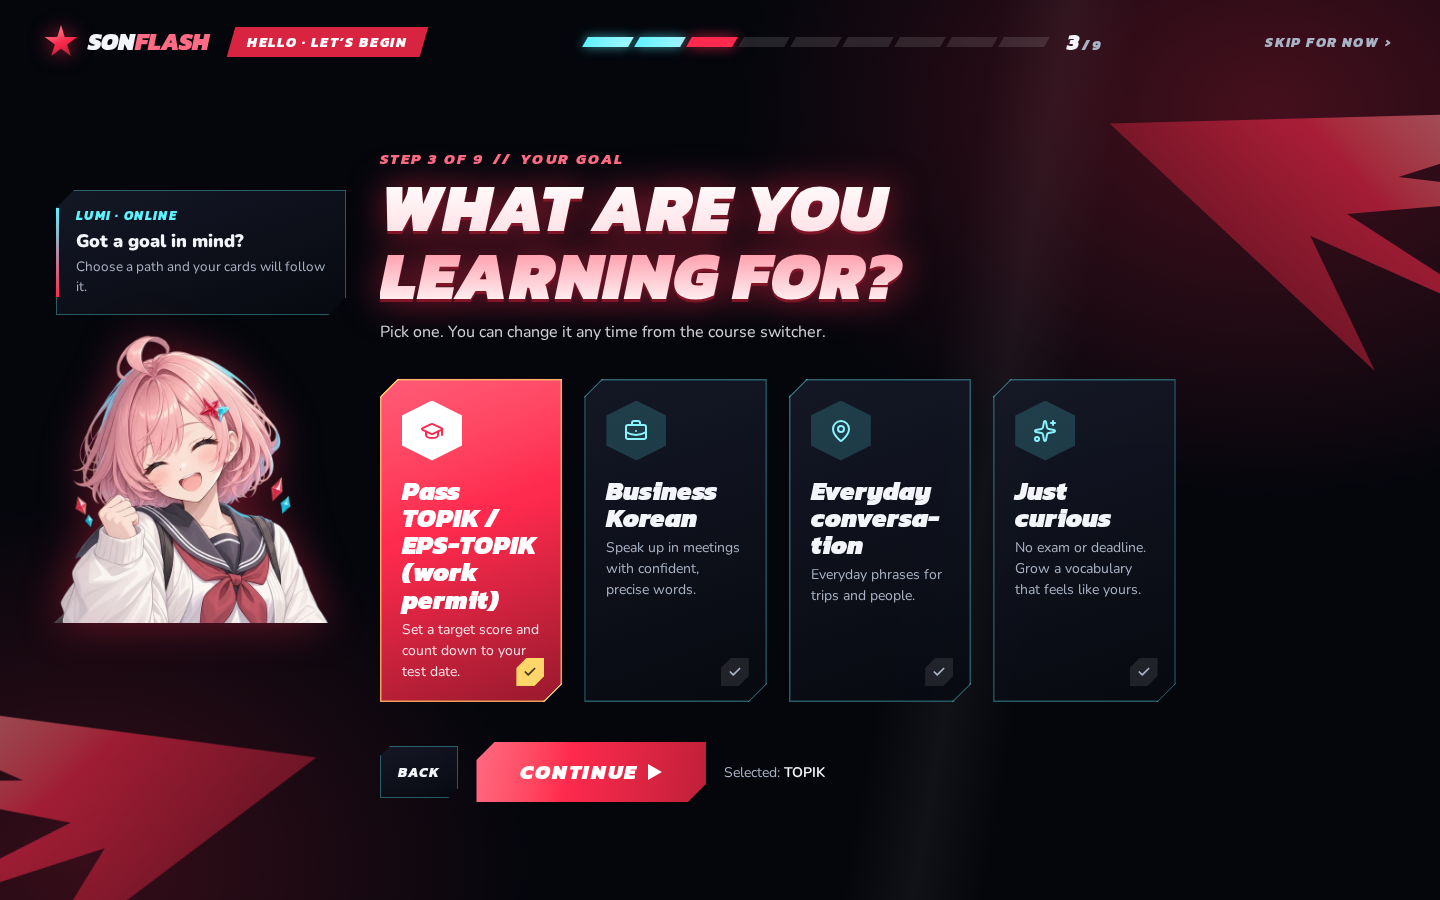 SONFLASH
HELLO · LET'S BEGIN
3 / 9
SKIP FOR NOW >
STEP 3 OF 9 // YOUR GOAL
WHAT ARE YOU
LEARNING FOR?
Pick one. You can change it any time from the course switcher.
LUMI · ONLINE
Got a goal in mind?
Choose a path and your cards will follow
it.
Pass
TOPIK /
EPS-TOPIK
(work
permit)
Set a target score and
count down to your
test date.
Business
Korean
Speak up in meetings
with confident,
precise words.
Everyday
conversa-
tion
Everyday phrases for
trips and people.
Just
curious
No exam or deadline.
Grow a vocabulary
that feels like yours.
BACK
CONTINUE
Selected: TOPIK